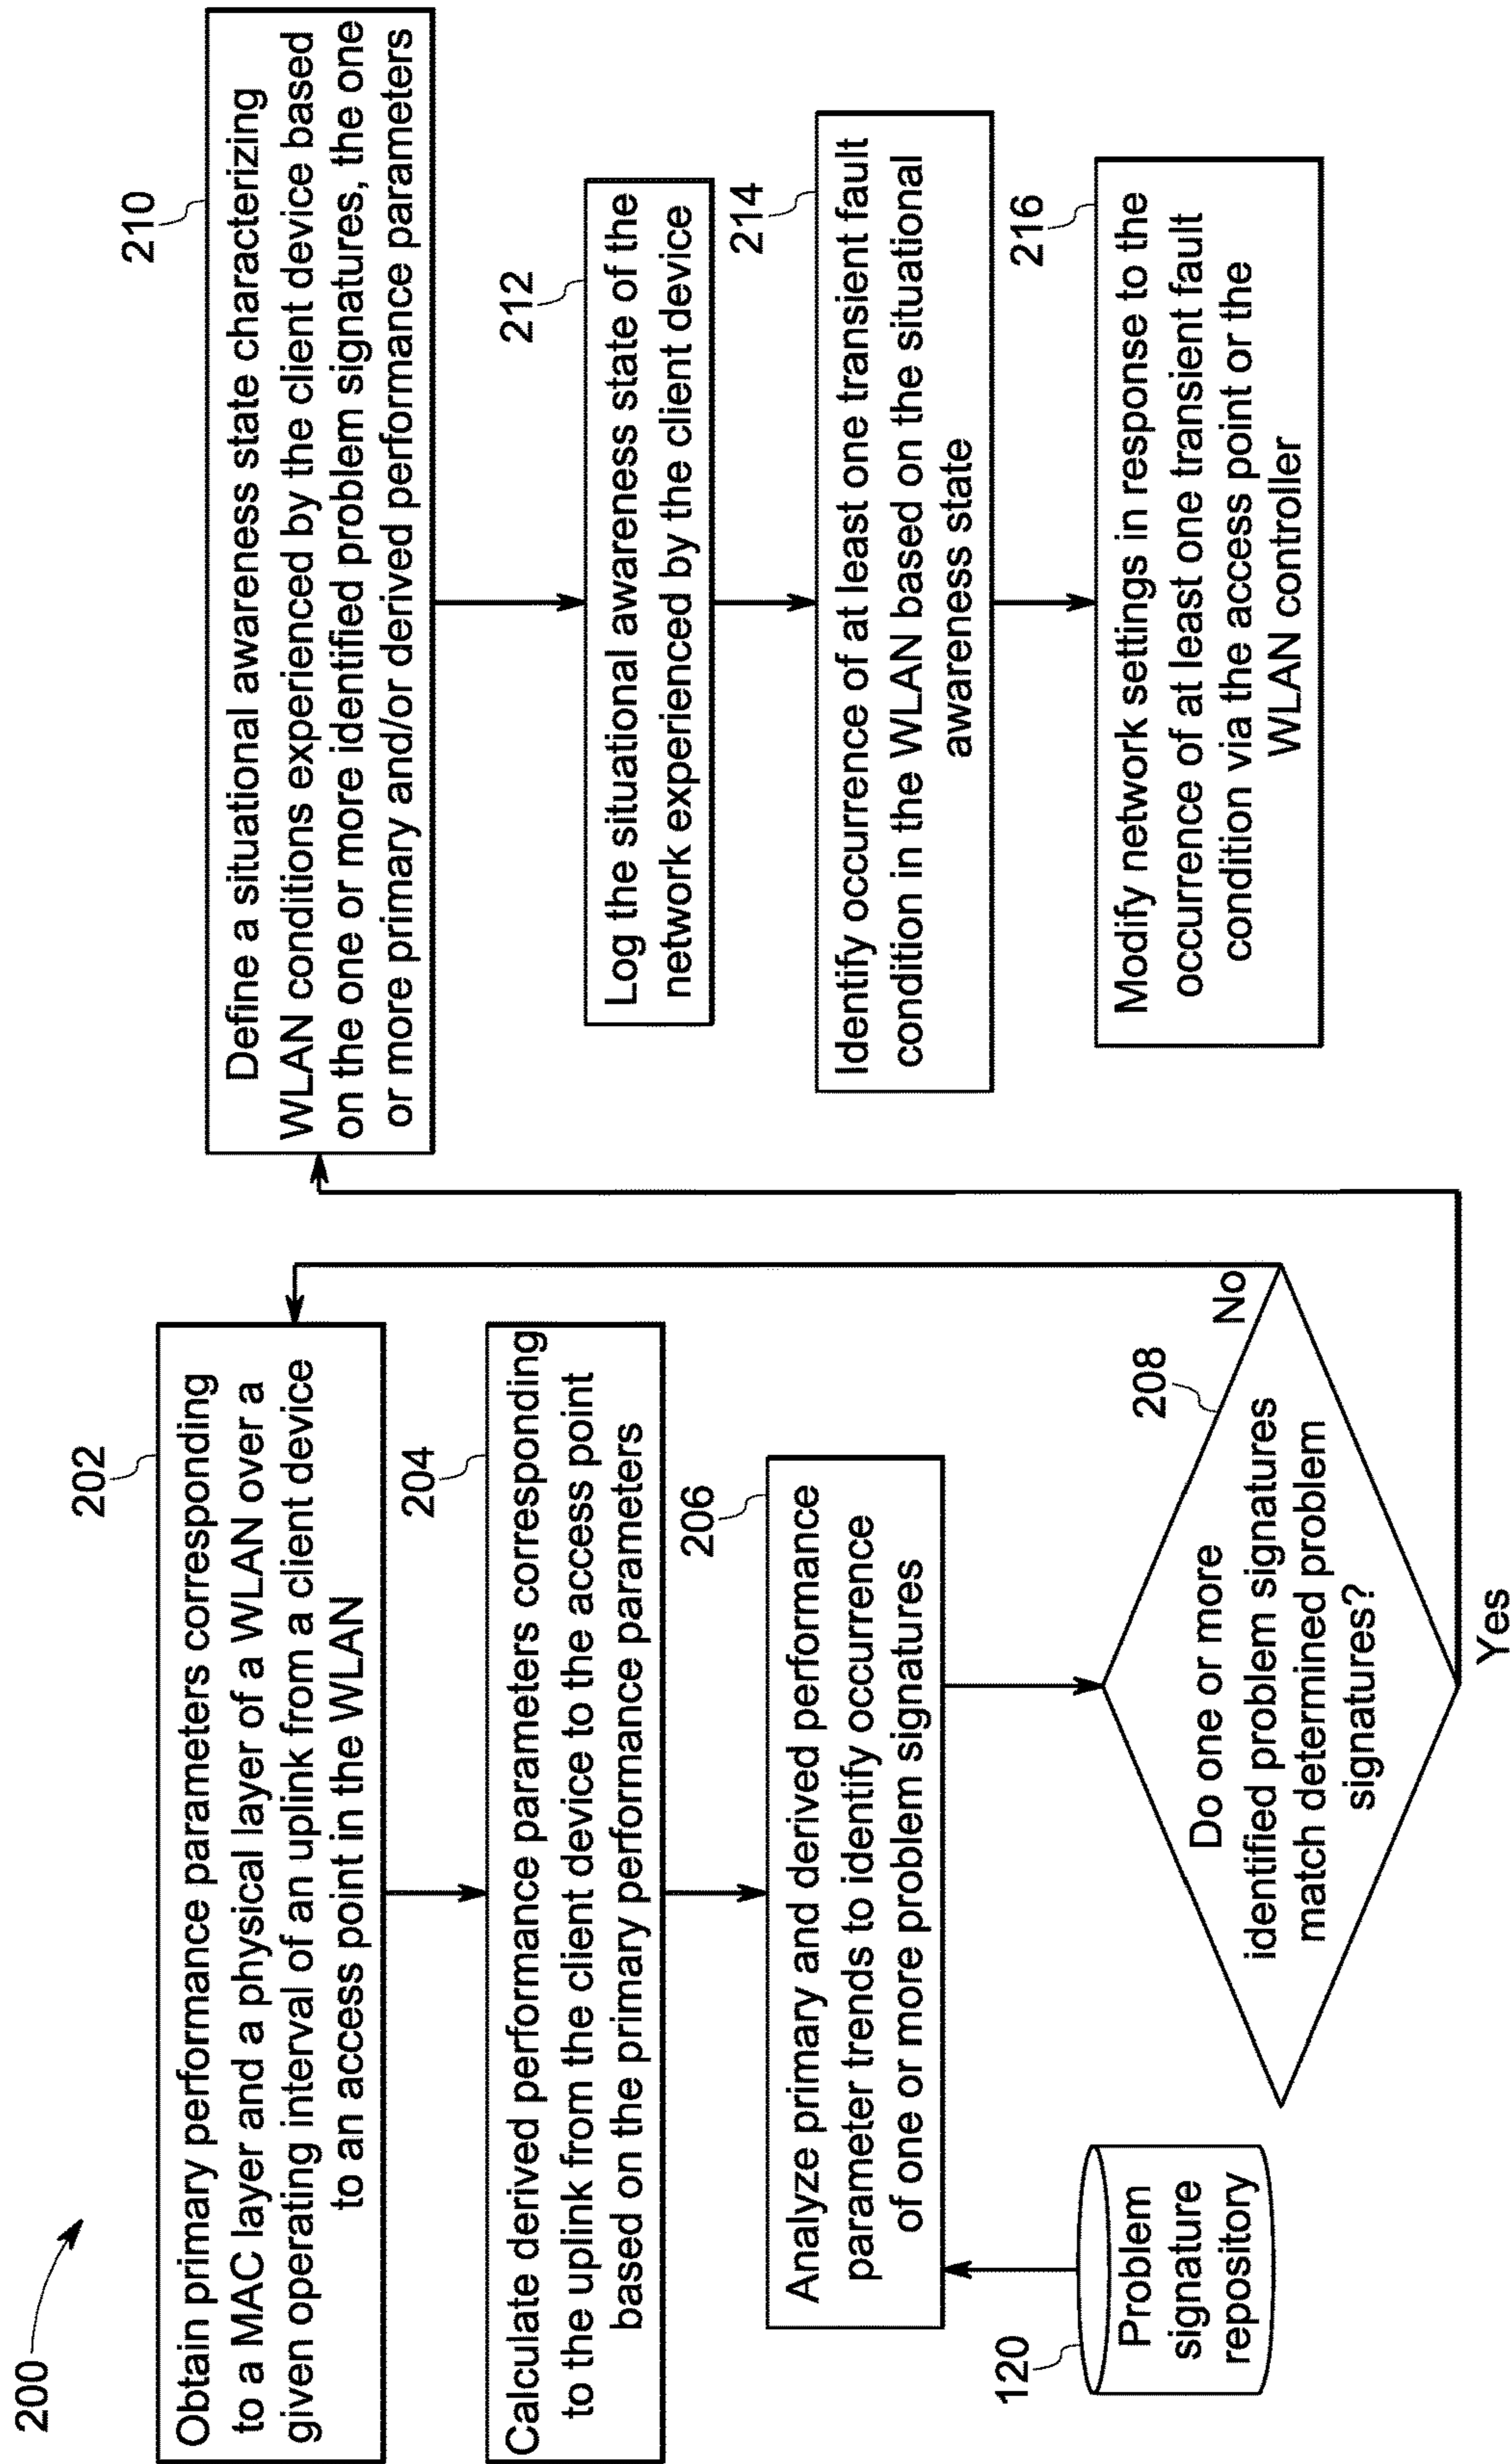 200
202
Obtain primary performance parameters corresponding
to a MAC layer and a physical layer of a WLAN over a
given operating interval of an uplink from a client device
to an access point in the WLAN
204
Calculate derived performance parameters corresponding
to the uplink from the client device to the access point
based on the primary performance parameters
206
Analyze primary and derived performance
parameter trends to identify occurrence
of one or more problem signatures
120
Problem
signature
repository
208
Do one or more
identified problem signatures
match determined problem
signatures?
No
Yes
210
Define a situational awareness state characterizing
WLAN conditions experienced by the client device based
on the one or more identified problem signatures, the one
or more primary and/or derived performance parameters
212
Log the situational awareness state of the
network experienced by the client device
214
Identify occurrence of at least one transient fault
condition in the WLAN based on the situational
awareness state
216
Modify network settings in response to the
occurrence of at least one transient fault
condition via the access point or the
WLAN controller